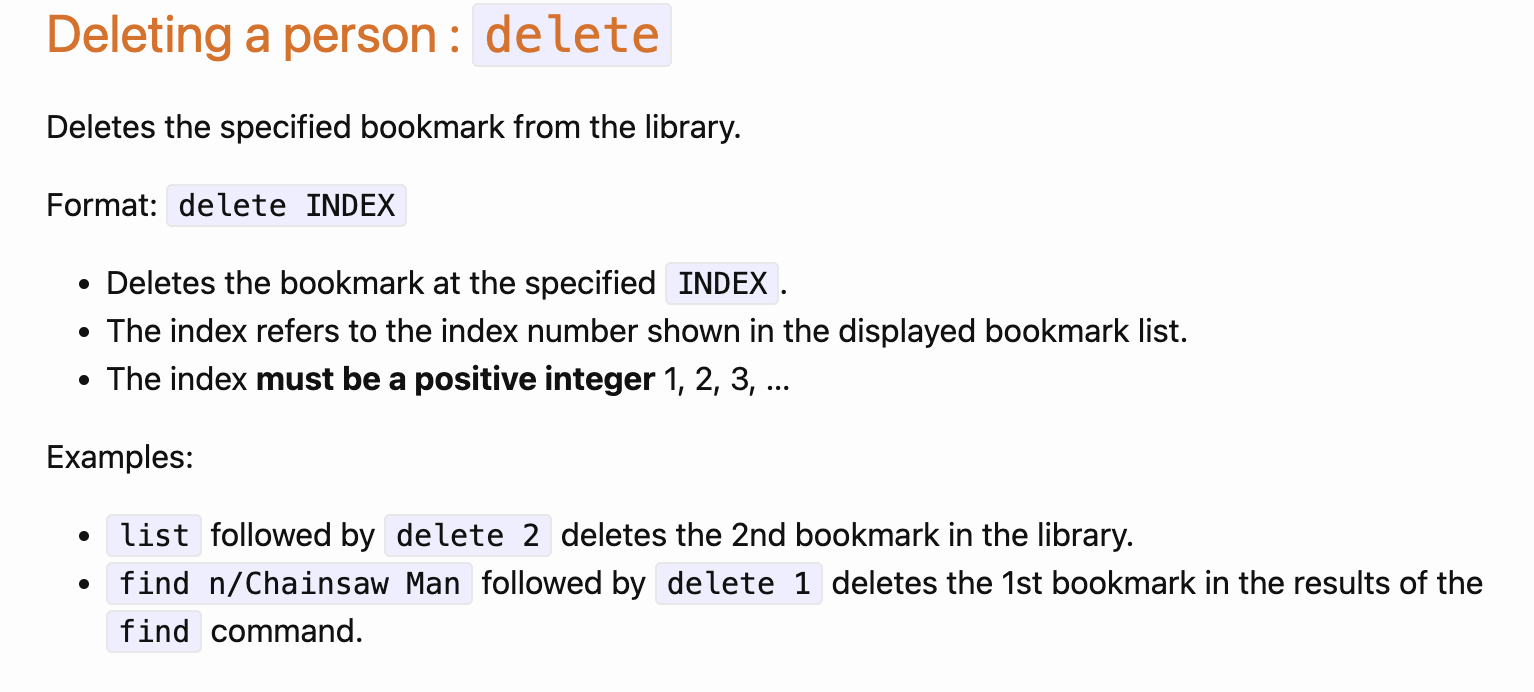 Deleting a person : delete
Deletes the specified bookmark from the library.
Format: delete INDEX
• Deletes the bookmark at the specified INDEX.
• The index refers to the index number shown in the displayed bookmark list.
• The index must be a positive integer 1, 2, 3, …
Examples:
• list followed by delete 2 deletes the 2nd bookmark in the library.
• find n/Chainsaw Man followed by delete 1 deletes the 1st bookmark in the results of the
find command.